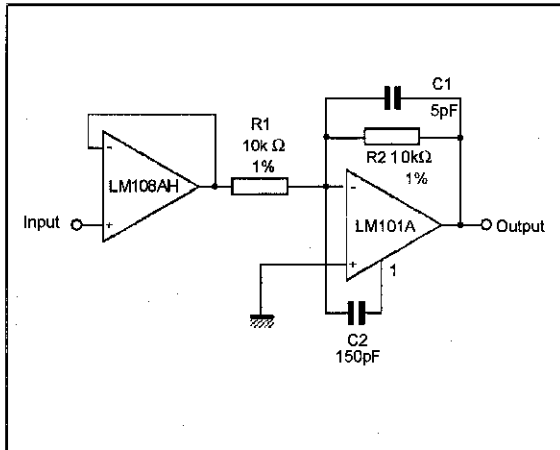 C1
5pF
R1
10k Ω
1%
R2 10kΩ
1%
-
LM108AH
+
Input
-
LM101A
+
Output
1
C2
150pF